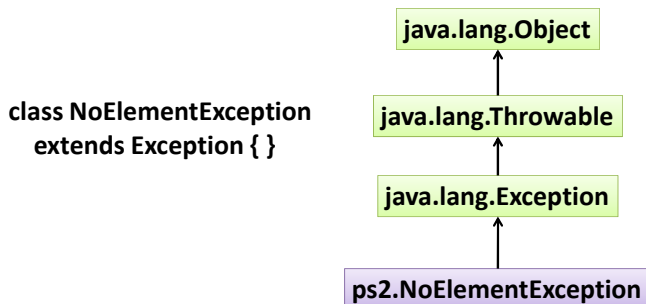 java.lang.Object
class NoElementException
extends Exception { }
java.lang.Throwable
java.lang.Exception
ps2.NoElementException